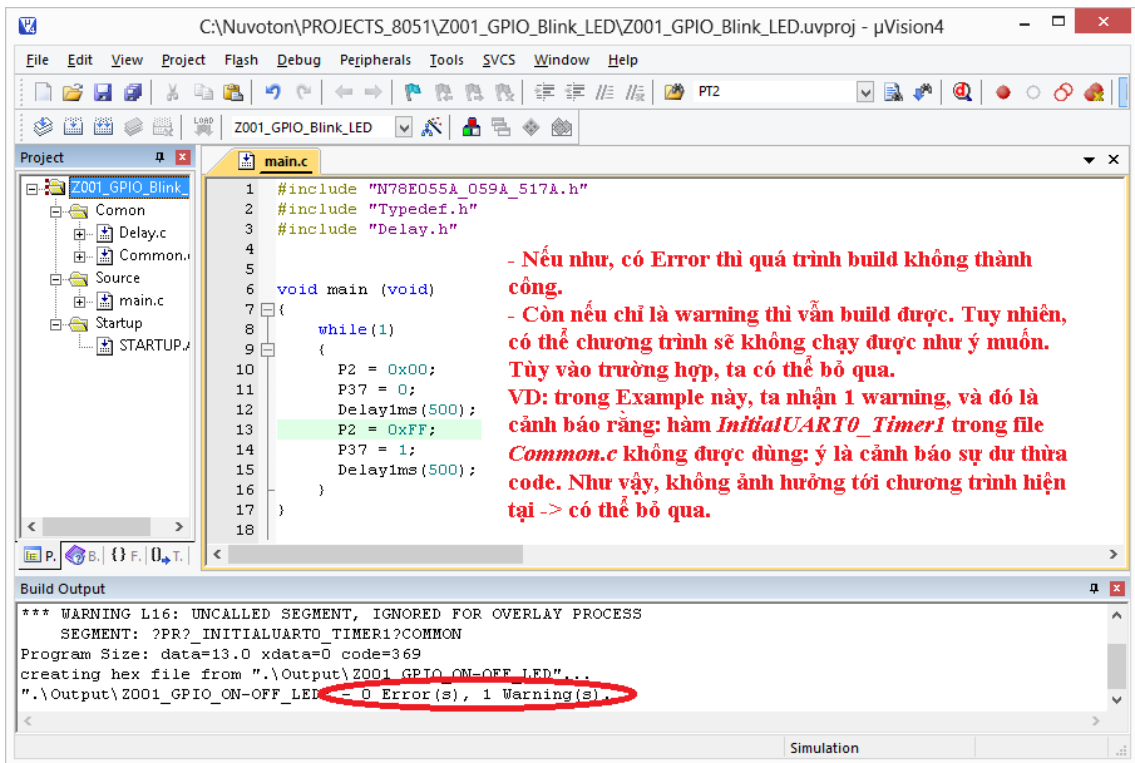 C:\Nuvoton\PROJECTS_8051\Z001_GPIO_Blink_LED\Z001_GPIO_Blink_LED.uvproj - µVision4
File Edit View Project Flash Debug Peripherals Tools SVCS Window Help
PT2
LOAD
Z001_GPIO_Blink_LED
Project
main.c
Z001_GPIO_Blink_
Comon
Delay.c
Common.
Source
main.c
Startup
STARTUP.
P. B. {} F. T.
1 #include "N78E055A_059A_517A.h"
2 #include "Typedef.h"
3 #include "Delay.h"
4
5
6 void main (void)
7 {
8 while(1)
9 {
10 P2 = 0x00;
11 P37 = 0;
12 Delay1ms(500);
13 P2 = 0xFF;
14 P37 = 1;
15 Delay1ms(500);
16 }
17 }
18
- Nếu như, có Error thì quá trình build không thành
công.
- Còn nếu chỉ là warning thì vẫn build được. Tuy nhiên,
có thể chương trình sẽ không chạy được như ý muốn.
Tùy vào trường hợp, ta có thể bỏ qua.
VD: trong Example này, ta nhận 1 warning, và đó là
cảnh báo rằng: hàm InitialUART0_Timer1 trong file
Common.c không được dùng: ý là cảnh báo sự dư thừa
code. Như vậy, không ảnh hưởng tới chương trình hiện
tại -> có thể bỏ qua.
Build Output
*** WARNING L16: UNCALLED SEGMENT, IGNORED FOR OVERLAY PROCESS
SEGMENT: ?PR?_INITIALUART0_TIMER1?COMMON
Program Size: data=13.0 xdata=0 code=369
creating hex file from ".\Output\Z001_GPIO_ON-OFF_LED"...
".\Output\Z001_GPIO_ON-OFF_LED" - 0 Error(s), 1 Warning(s).
Simulation